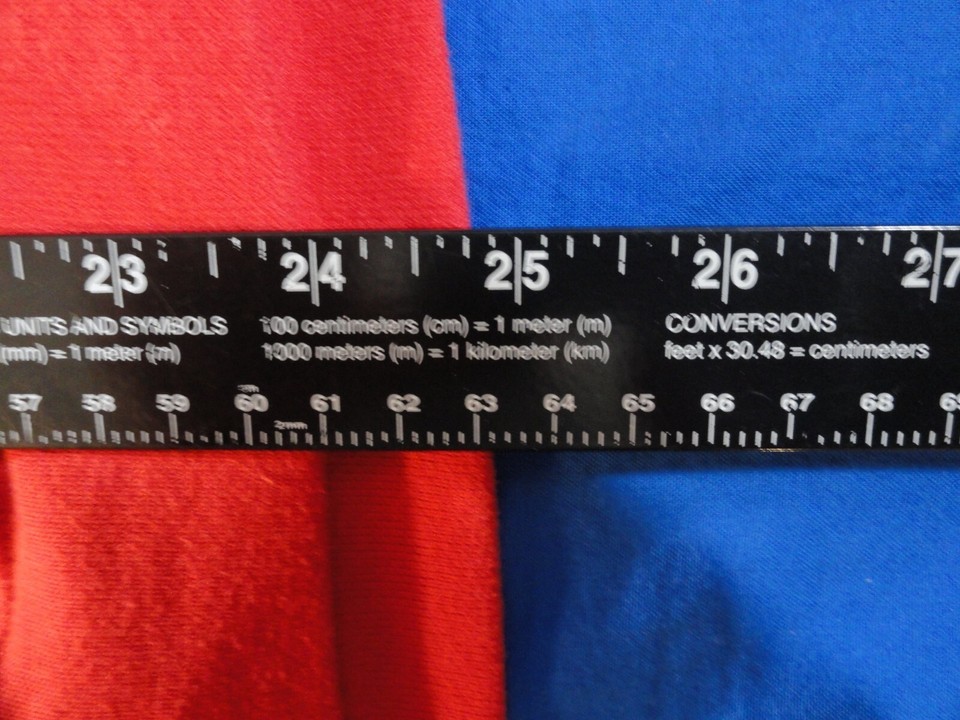 23 24 25 26 27
UNITS AND SYMBOLS 100 centimeters (cm) = 1 meter (m) CONVERSIONS
(mm) = 1 meter (m) 1000 meters (m) = 1 kilometer (km) feet x 30.48 = centimeters
57 58 59 60 61 62 63 64 65 66 67 68 69
2mm